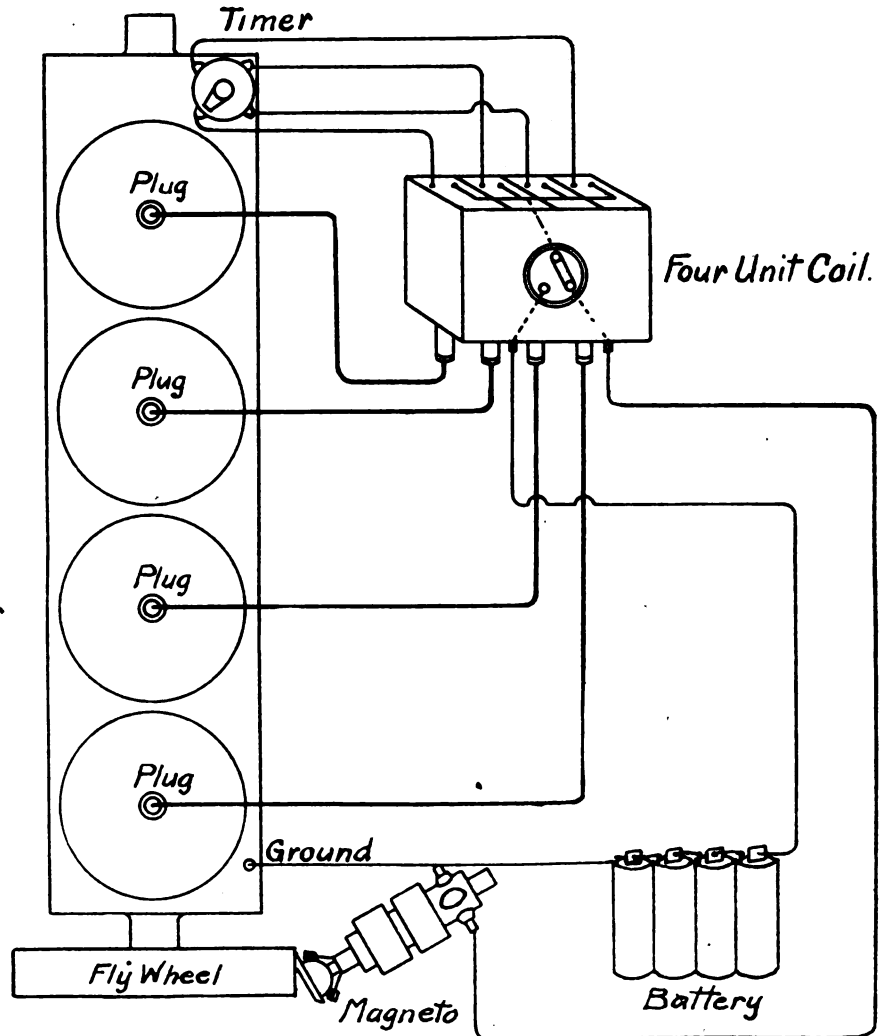 Timer
Plug
Four Unit Coil.
Plug
Plug
Plug
Ground
Fly Wheel
Magneto
Battery